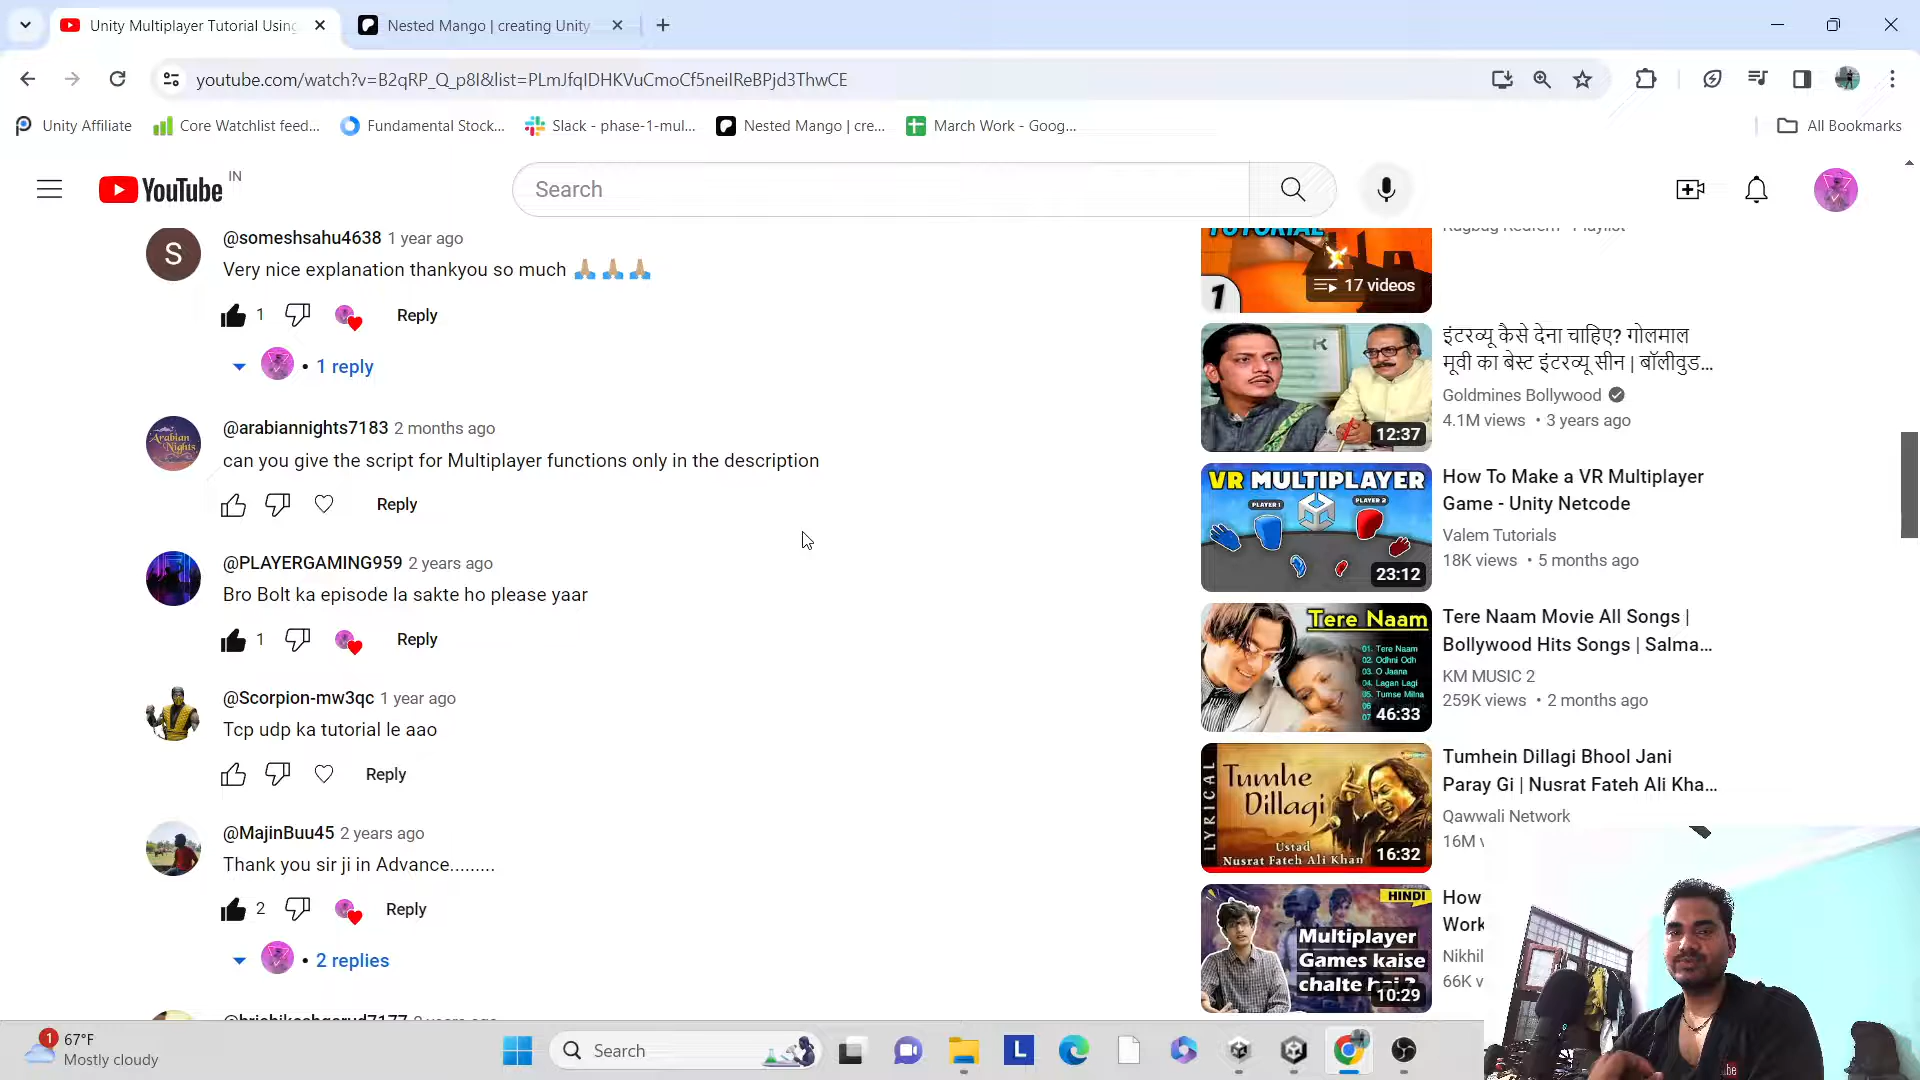 Unity Multiplayer Tutorial Using
Nested Mango | creating Unity
youtube.com/watch?v=B2qRP_Q_p8I&list=PLmJfqIDHKVuCmoCf5neiIReBPjd3ThwCE
Unity Affiliate
Core Watchlist feed...
Fundamental Stock...
Slack - phase-1-mul...
Nested Mango | cre...
March Work - Goog...
All Bookmarks
YouTube IN
Search
@someshsahu4638 1 year ago
Very nice explanation thankyou so much 🙏🏼 🙏🏼 🙏🏼
1 Reply
• 1 reply
@arabiannights7183 2 months ago
can you give the script for Multiplayer functions only in the description
Reply
@PLAYERGAMING959 2 years ago
Bro Bolt ka episode la sakte ho please yaar
1 Reply
@Scorpion-mw3qc 1 year ago
Tcp udp ka tutorial le aao
Reply
@MajinBuu45 2 years ago
Thank you sir ji in Advance.........
2 Reply
• 2 replies
TUTORIAL
1
17 videos
इंटरव्यू कैसे देना चाहिए? गोलमाल
मूवी का बेस्ट इंटरव्यू सीन | बॉलीवुड...
Goldmines Bollywood
4.1M views • 3 years ago
12:37
VR MULTIPLAYER
PLAYER 1
PLAYER 2
23:12
How To Make a VR Multiplayer
Game - Unity Netcode
Valem Tutorials
18K views • 5 months ago
Tere Naam
01. Tere Naam
02. Odhni Odh
03. O Jaana
04. Lagan Lagi
05. Tumse Milna
06
07
46:33
Tere Naam Movie All Songs |
Bollywood Hits Songs | Salma...
KM MUSIC 2
259K views • 2 months ago
LYRICAL
Tumhe
Dillagi
Ustad
Nusrat Fateh Ali Khan
16:32
Tumhein Dillagi Bhool Jani
Paray Gi | Nusrat Fateh Ali Kha...
Qawwali Network
16M
HINDI
Multiplayer
Games kaise
chalte
10:29
How
Work
Nikhil
66K
1
67°F
Mostly cloudy
Search
L